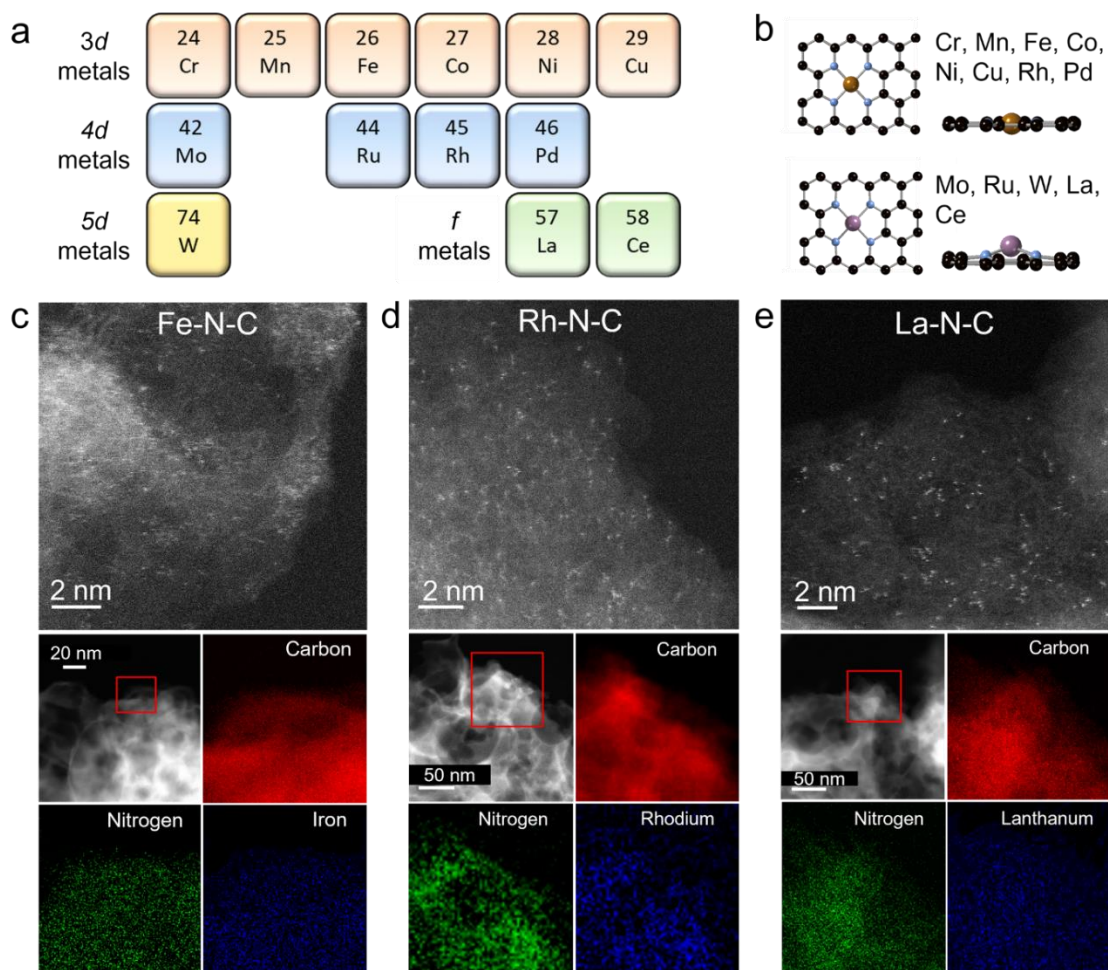 a
3d metals
24 Cr
25 Mn
26 Fe
27 Co
28 Ni
29 Cu
4d metals
42 Mo
44 Ru
45 Rh
46 Pd
5d metals
74 W
f metals
57 La
58 Ce
b
Cr, Mn, Fe, Co,
Ni, Cu, Rh, Pd
Mo, Ru, W, La,
Ce
c
Fe-N-C
2 nm
20 nm
Carbon
Nitrogen
Iron
d
Rh-N-C
2 nm
50 nm
Carbon
Nitrogen
Rhodium
e
La-N-C
2 nm
50 nm
Carbon
Nitrogen
Lanthanum